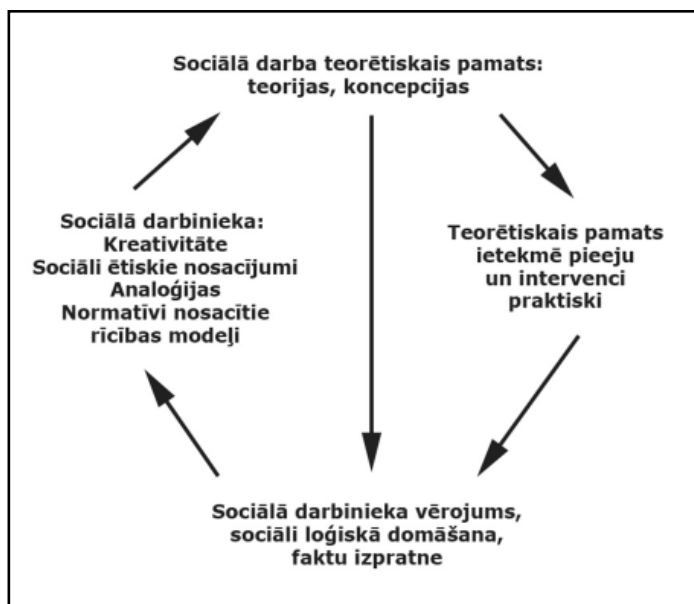 Sociālā darba teorētiskais pamats:
teorijas, koncepcijas
Sociālā darbinieka:
Kreativitāte
Sociāli ētiskie nosacījumi
Analoģijas
Normatīvi nosacītie
rīcības modeļi
Teorētiskais pamats
ietekmē pieeju
un intervenci
praktiski
Sociālā darbinieka vērojums,
sociāli loģiskā domāšana,
faktu izpratne